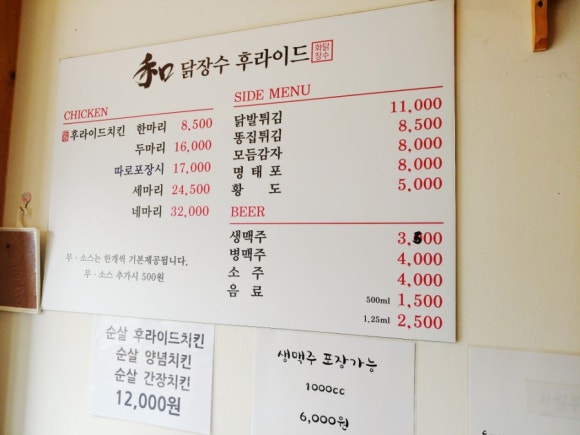 和 닭장수 후라이드 화닭장수
CHICKEN
후라이드치킨 한마리 8,500
두마리 16,000
따로포장시 17,000
세마리 24,500
네마리 32,000
무 · 소스는 한개씩 기본제공됩니다.
무 · 소스 추가시 500원
SIDE MENU
닭발튀김 11,000
똥집튀김 8,500
모듬감자 8,000
명태포 8,000
황도 5,000
BEER
생맥주 3,500
병맥주 4,000
소주 4,000
음료 500ml 1,500
1.25ml 2,500
순살 후라이드치킨
순살 양념치킨
순살 간장치킨
12,000원
생맥주 포장가능
1000cc
6,000원